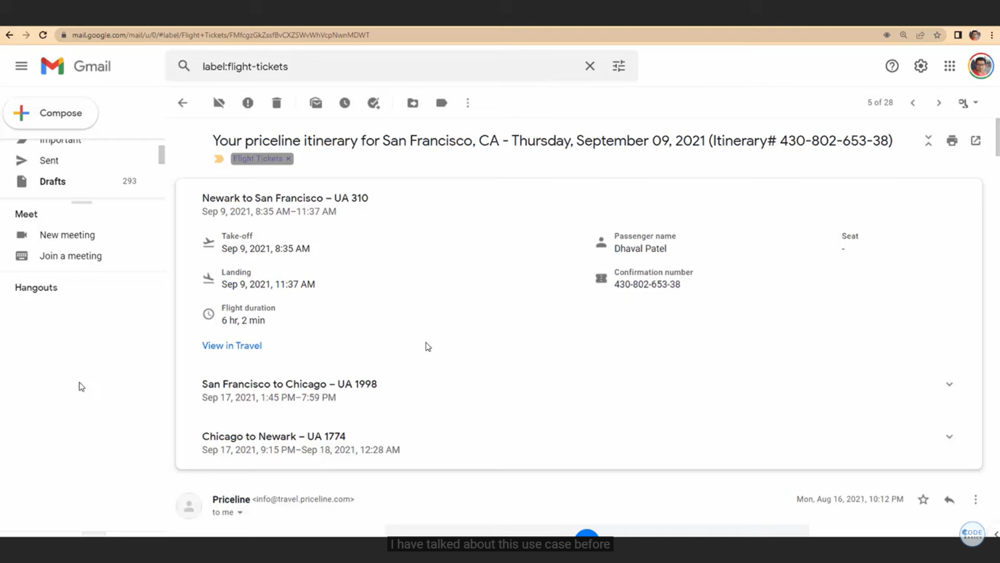 mail.google.com/mail/u/0/#label/Flight+Tickets/FMfcgzGkZssfBvCXZSWvWhVcpNwnMDWT
Gmail
label:flight-tickets
Compose
5 of 28
Important
Sent
Drafts 293
Meet
New meeting
Join a meeting
Hangouts
Your priceline itinerary for San Francisco, CA - Thursday, September 09, 2021 (Itinerary# 430-802-653-38)
Flight Tickets ×
Newark to San Francisco – UA 310
Sep 9, 2021, 8:35 AM–11:37 AM
Take-off
Sep 9, 2021, 8:35 AM
Passenger name
Dhaval Patel
Seat
-
Landing
Sep 9, 2021, 11:37 AM
Confirmation number
430-802-653-38
Flight duration
6 hr, 2 min
View in Travel
San Francisco to Chicago – UA 1998
Sep 17, 2021, 1:45 PM–7:59 PM
Chicago to Newark – UA 1774
Sep 17, 2021, 9:15 PM–Sep 18, 2021, 12:28 AM
Priceline <info@travel.priceline.com>
Mon, Aug 16, 2021, 10:12 PM
to me
CODE
BASICS
I have talked about this use case before